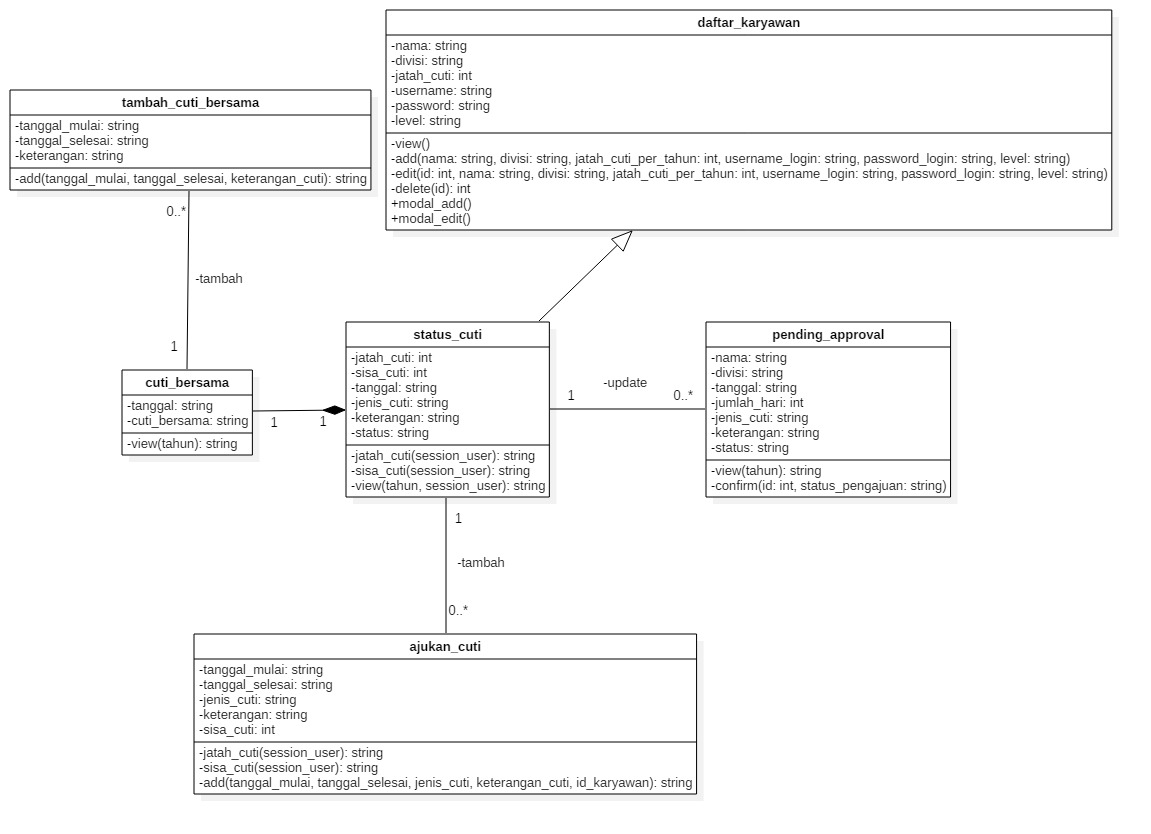 daftar_karyawan
-nama: string
-divisi: string
-jatah_cuti: int
-username: string
-password: string
-level: string
-view()
-add(nama: string, divisi: string, jatah_cuti_per_tahun: int, username_login: string, password_login: string, level: string)
-edit(id: int, nama: string, divisi: string, jatah_cuti_per_tahun: int, username_login: string, password_login: string, level: string)
-delete(id): int
+modal_add()
+modal_edit()
tambah_cuti_bersama
-tanggal_mulai: string
-tanggal_selesai: string
-keterangan: string
-add(tanggal_mulai, tanggal_selesai, keterangan_cuti): string
0..*
-tambah
1
cuti_bersama
-tanggal: string
-cuti_bersama: string
-view(tahun): string
1
1
status_cuti
-jatah_cuti: int
-sisa_cuti: int
-tanggal: string
-jenis_cuti: string
-keterangan: string
-status: string
-jatah_cuti(session_user): string
-sisa_cuti(session_user): string
-view(tahun, session_user): string
1
-update
0..*
pending_approval
-nama: string
-divisi: string
-tanggal: string
-jumlah_hari: int
-jenis_cuti: string
-keterangan: string
-status: string
-view(tahun): string
-confirm(id: int, status_pengajuan: string)
1
-tambah
0..*
ajukan_cuti
-tanggal_mulai: string
-tanggal_selesai: string
-jenis_cuti: string
-keterangan: string
-sisa_cuti: int
-jatah_cuti(session_user): string
-sisa_cuti(session_user): string
-add(tanggal_mulai, tanggal_selesai, jenis_cuti, keterangan_cuti, id_karyawan): string